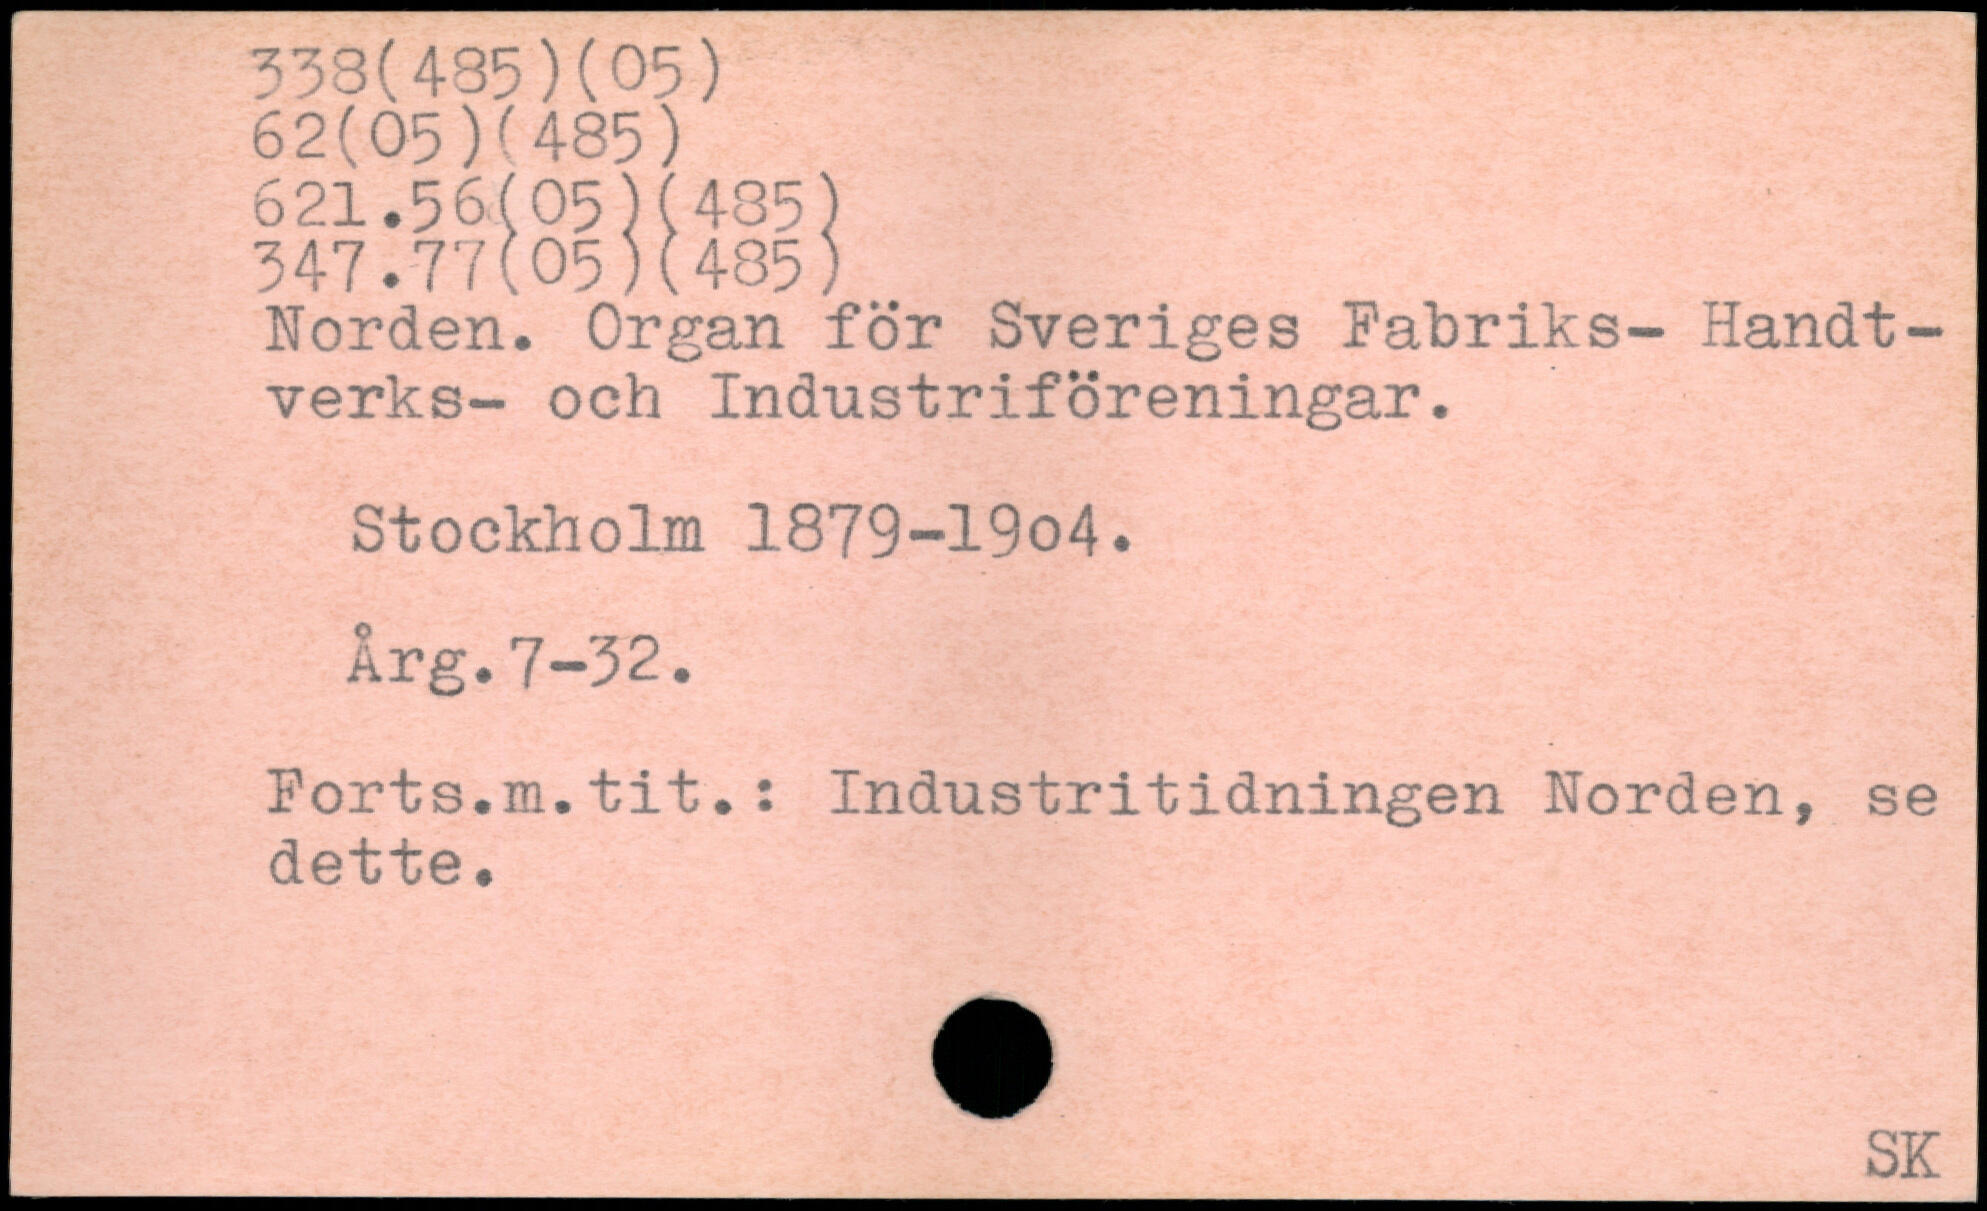 338(485)(05)
62(05)(485)
621.56(05)(485)
347.77(05)(485)
Norden. Organ för Sveriges Fabriks- Handt-
verks- och Industriföreningar.
Stockholm 1879-19o4.
Årg.7-32.
Forts.m.tit.: Industritidningen Norden, se
dette.
SK